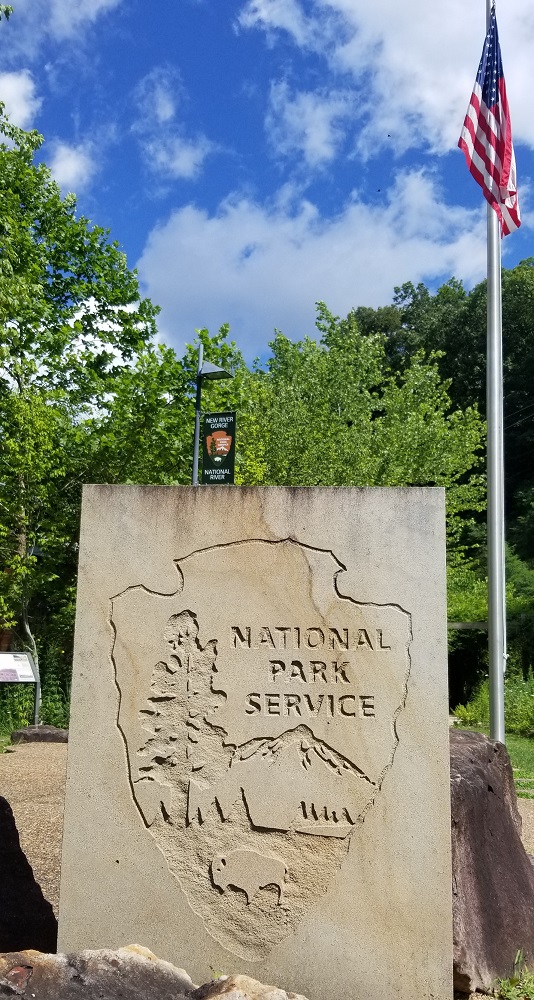 NEW RIVER
GORGE
NATIONAL
RIVER
NATIONAL
PARK
SERVICE